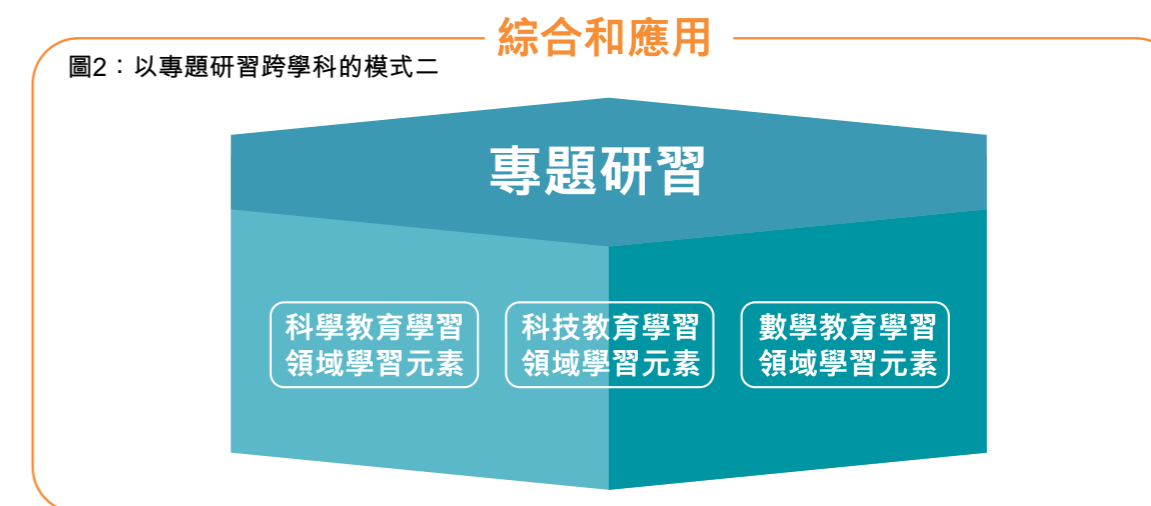 綜合和應用
圖2：以專題研習跨學科的模式二
專題研習
科學教育學習
領域學習元素
科技教育學習
領域學習元素
數學教育學習
領域學習元素